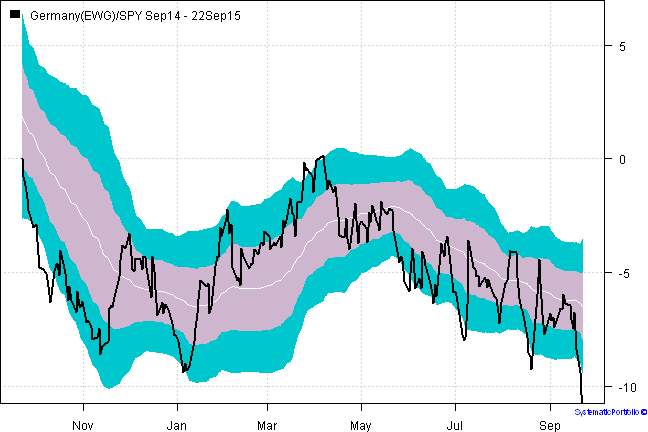 Germany(EWG)/SPY Sep14 - 22Sep15
5
0
-5
-10
Nov Jan Mar May Jul Sep
SystematicPortfolio ©